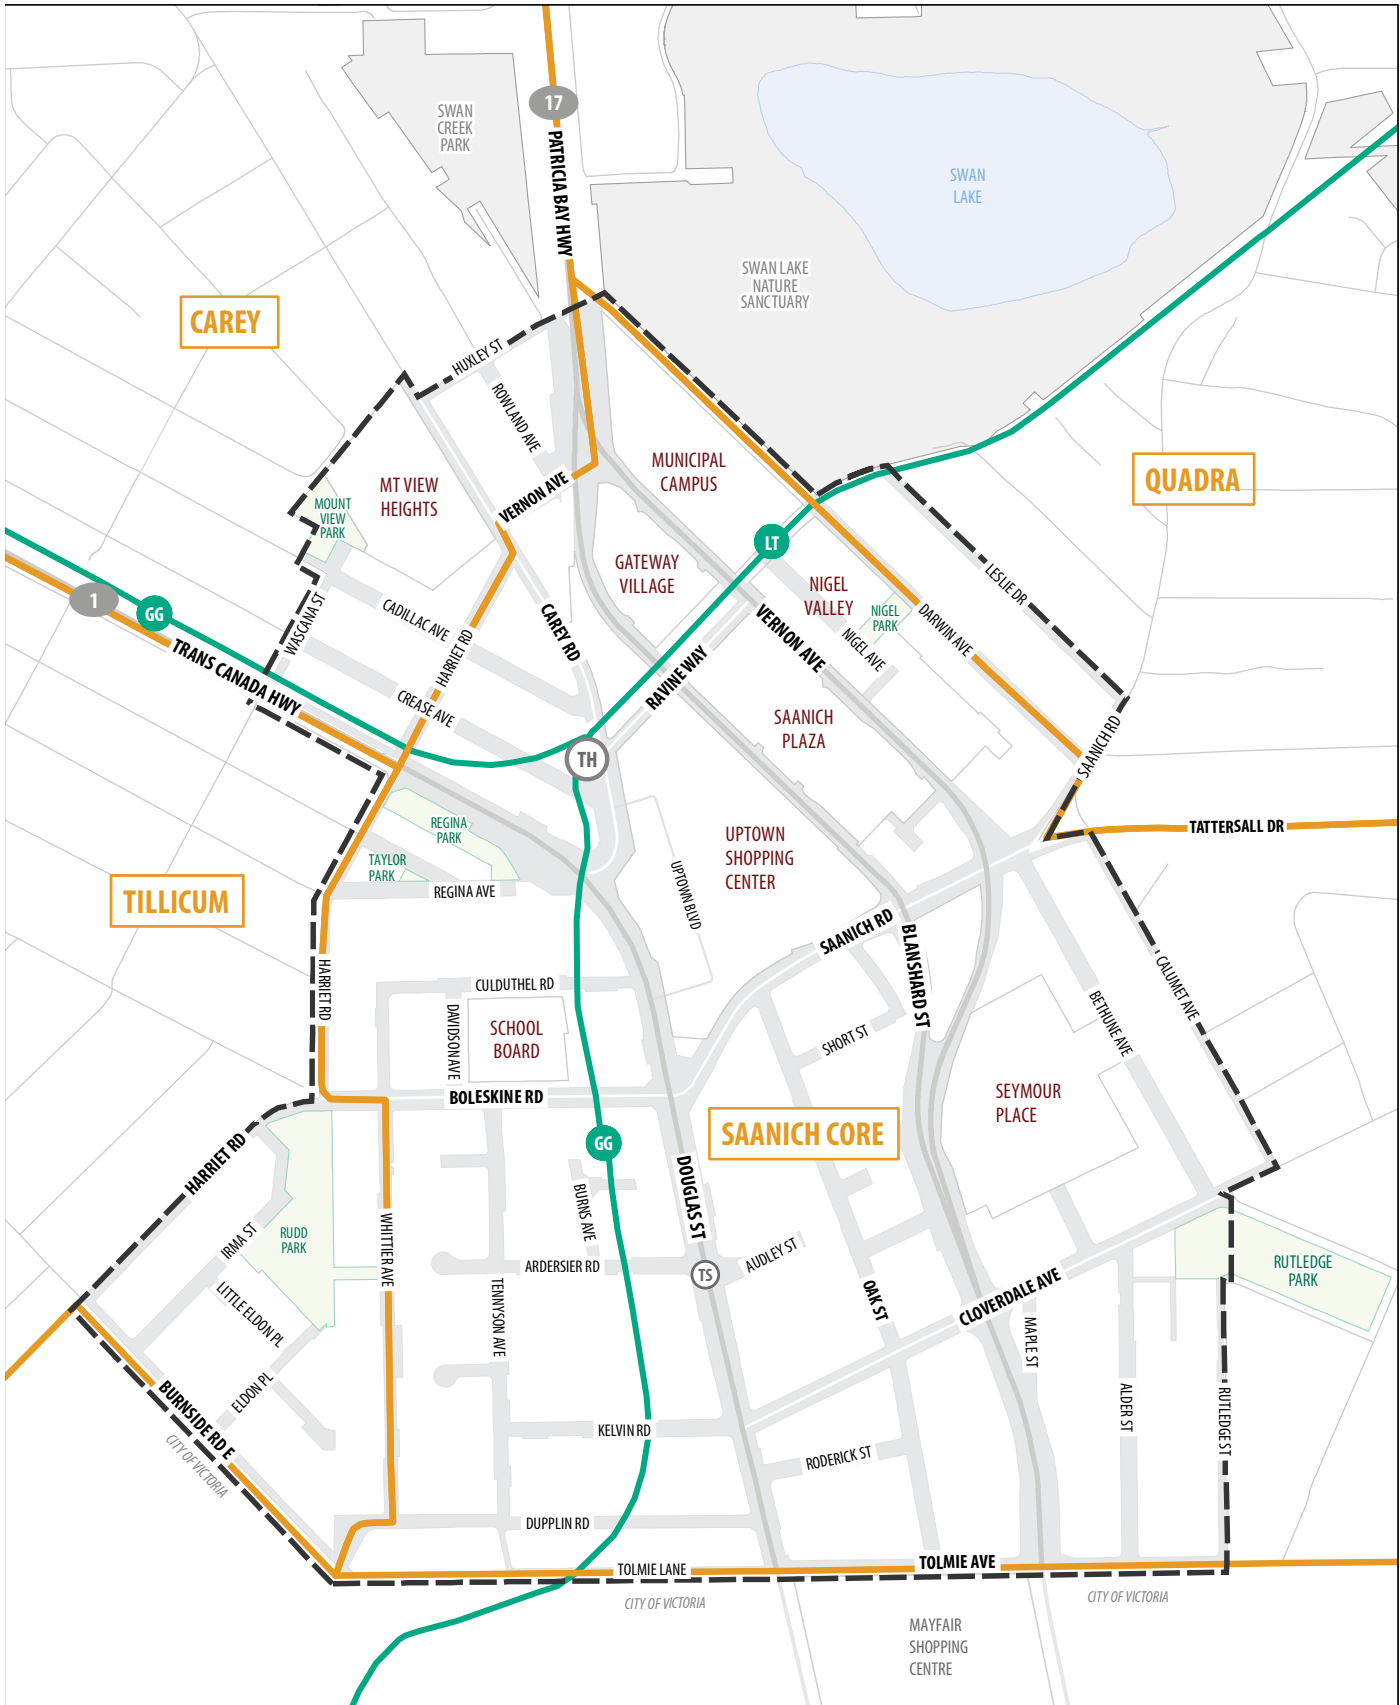 SWAN
CREEK
PARK
17
PATRICIA BAY HWY
SWAN
LAKE
SWAN LAKE
NATURE
SANCTUARY
CAREY
HUXLEY ST
ROWLAND AVE
MUNICIPAL
CAMPUS
QUADRA
MT VIEW
HEIGHTS
VERNON AVE
MOUNT
VIEW
PARK
LT
GATEWAY
VILLAGE
NIGEL
VALLEY
NIGEL
PARK
LESLIE DR
1
GG
CADILLAC AVE
WASCANA ST
CAREY RD
HARRIET RD
VERNON AVE
NIGEL AVE
DARWIN AVE
TRANS CANADA HWY
RAVINE WAY
CREASE AVE
SAANICH
PLAZA
TH
SAANICH RD
REGINA
PARK
UPTOWN
SHOPPING
CENTER
TATTERSALL DR
TAYLOR
PARK
REGINA AVE
UPTOWN BLVD
TILLICUM
SAANICH RD
BLANSHARD ST
HARRIET RD
CULDUTHEL RD
DAVIDSON AVE
SCHOOL
BOARD
SHORT ST
BETHUNE AVE
CALUMET AVE
BOLESKINE RD
SEYMOUR
PLACE
SAANICH CORE
GG
HARRIET RD
DOUGLAS ST
BURNS AVE
IRMA ST
RUDD
PARK
WHITTIER AVE
ARDERSIER RD
AUDLEY ST
TS
RUTLEDGE
PARK
LITTLE ELDON PL
TENNYSON AVE
OAK ST
CLOVERDALE AVE
MAPLE ST
ELDON PL
BURNSIDE RD E
CITY OF VICTORIA
KELVIN RD
RODERICK ST
ALDER ST
RUTLEDGE ST
DUPPLIN RD
TOLMIE LANE
TOLMIE AVE
CITY OF VICTORIA
CITY OF VICTORIA
MAYFAIR
SHOPPING
CENTRE